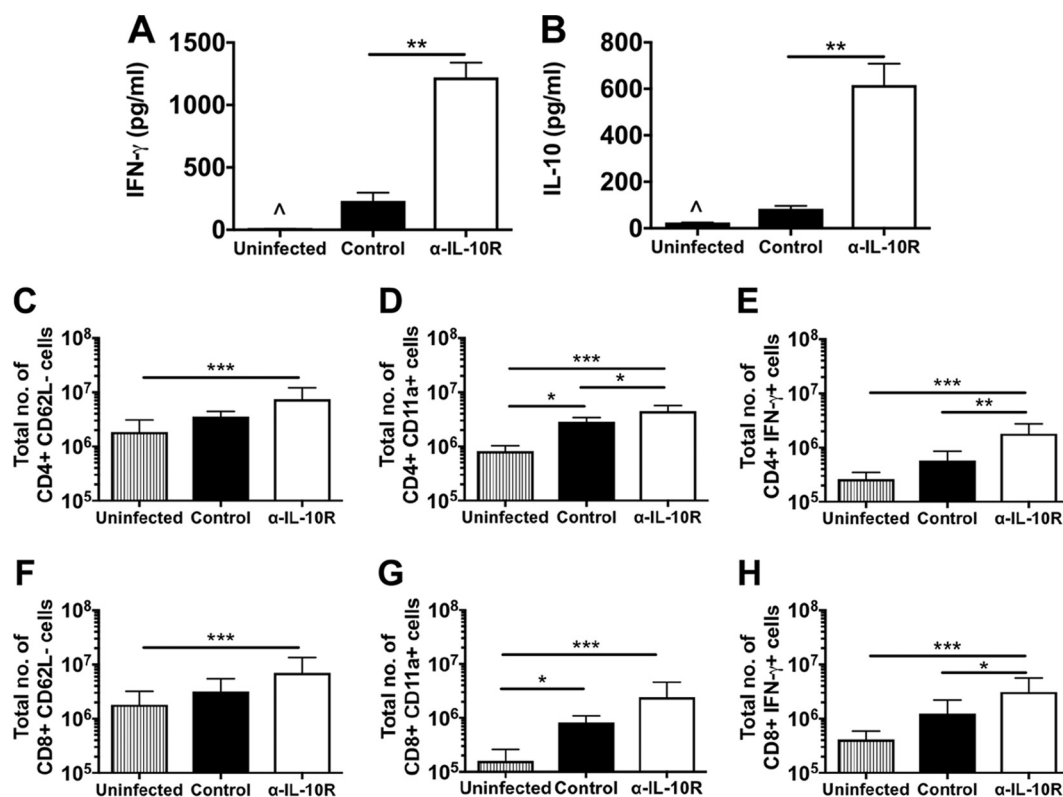 A
IFN-γ (pg/ml)
1500
1000
500
0
**
^
Uninfected Control α-IL-10R
B
IL-10 (pg/ml)
800
600
400
200
0
**
^
Uninfected Control α-IL-10R
C
Total no. of
CD4+ CD62L- cells
10⁸
10⁷
10⁶
10⁵
***
Uninfected Control α-IL-10R
D
Total no. of
CD4+ CD11a+ cells
10⁸
10⁷
10⁶
10⁵
***
*
*
Uninfected Control α-IL-10R
E
Total no. of
CD4+ IFN-γ+ cells
10⁸
10⁷
10⁶
10⁵
***
**
Uninfected Control α-IL-10R
F
Total no. of
CD8+ CD62L- cells
10⁸
10⁷
10⁶
10⁵
***
Uninfected Control α-IL-10R
G
Total no. of
CD8+ CD11a+ cells
10⁸
10⁷
10⁶
10⁵
***
*
Uninfected Control α-IL-10R
H
Total no. of
CD8+ IFN-γ+ cells
10⁸
10⁷
10⁶
10⁵
***
*
Uninfected Control α-IL-10R